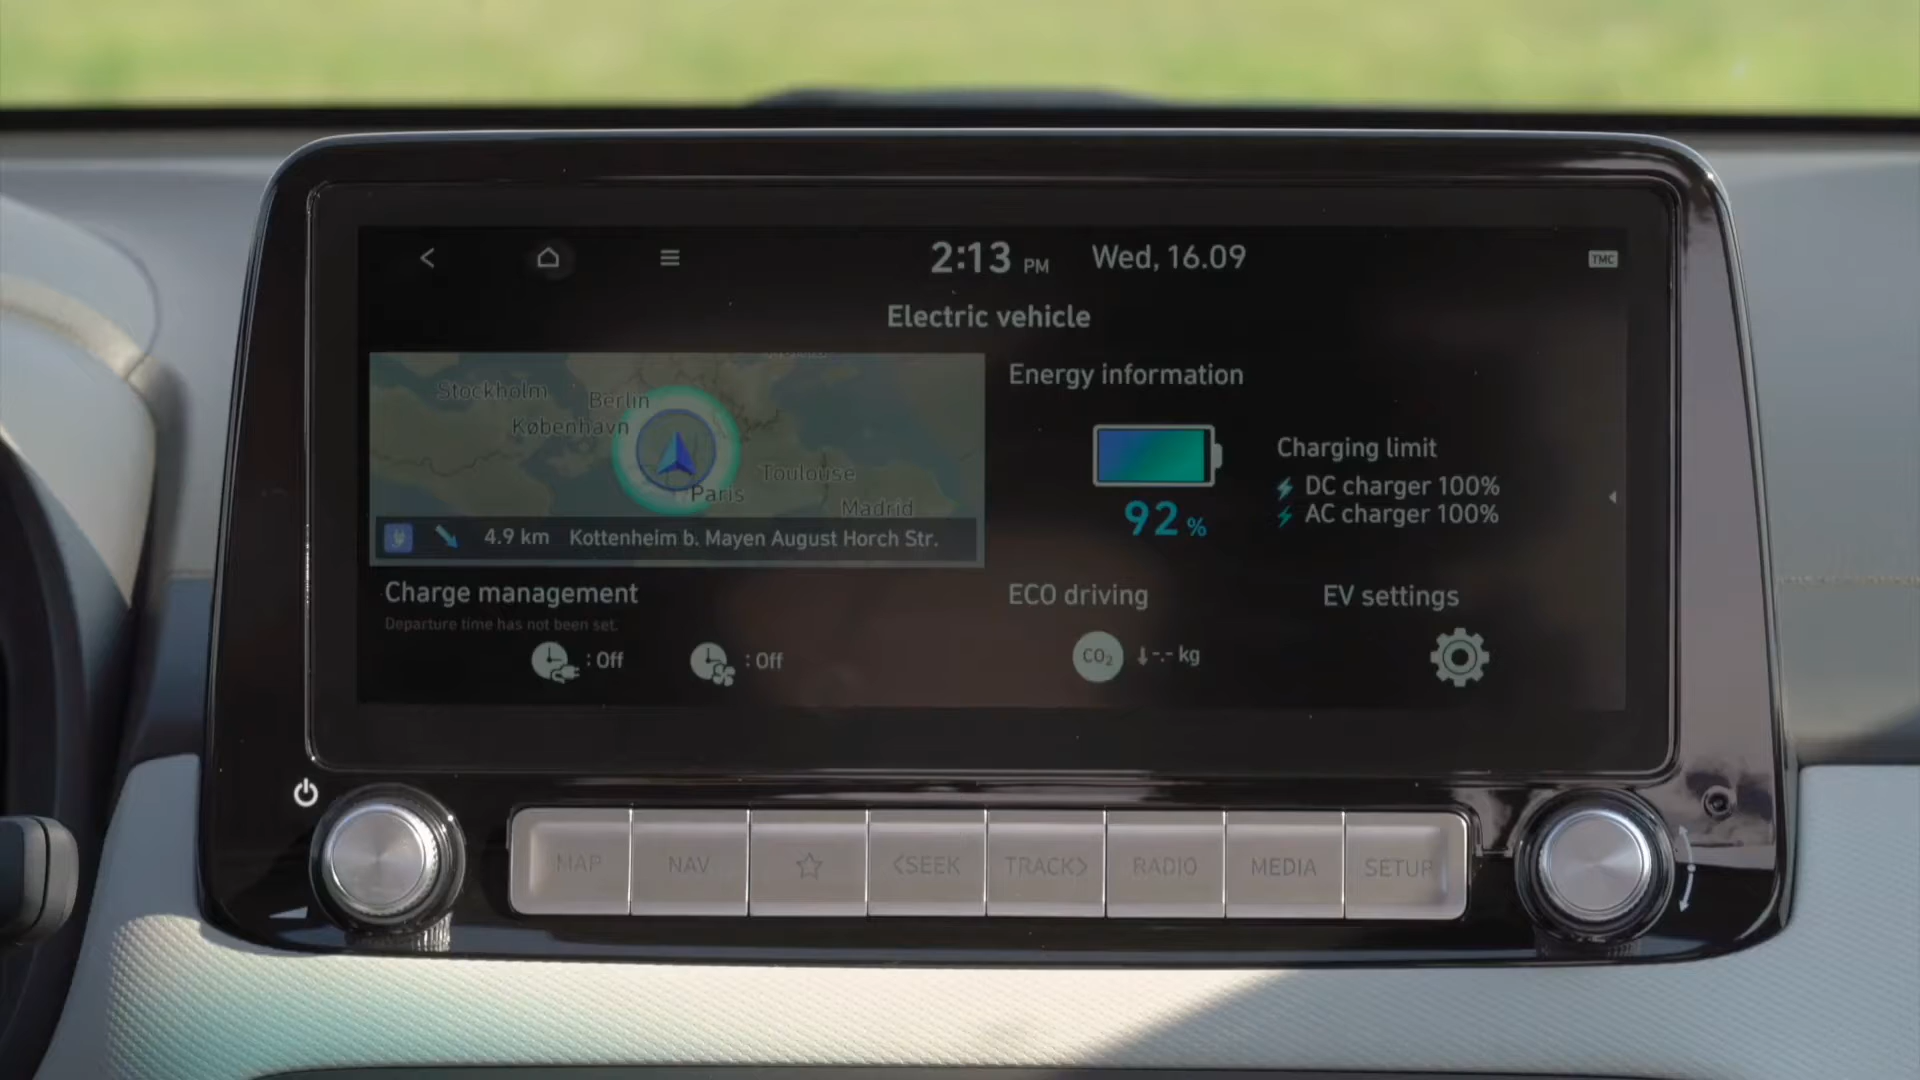 2:13 PM Wed, 16.09
TMC
Electric vehicle
Stockholm
Berlin
København
Toulouse
Paris
Madrid
4.9 km Kottenheim b. Mayen August Horch Str.
Energy information
92 %
Charging limit
DC charger 100%
AC charger 100%
Charge management
Departure time has not been set.
: Off
: Off
ECO driving
CO₂ -.- kg
EV settings
MAP
NAV
<SEEK
TRACK>
RADIO
MEDIA
SETUP